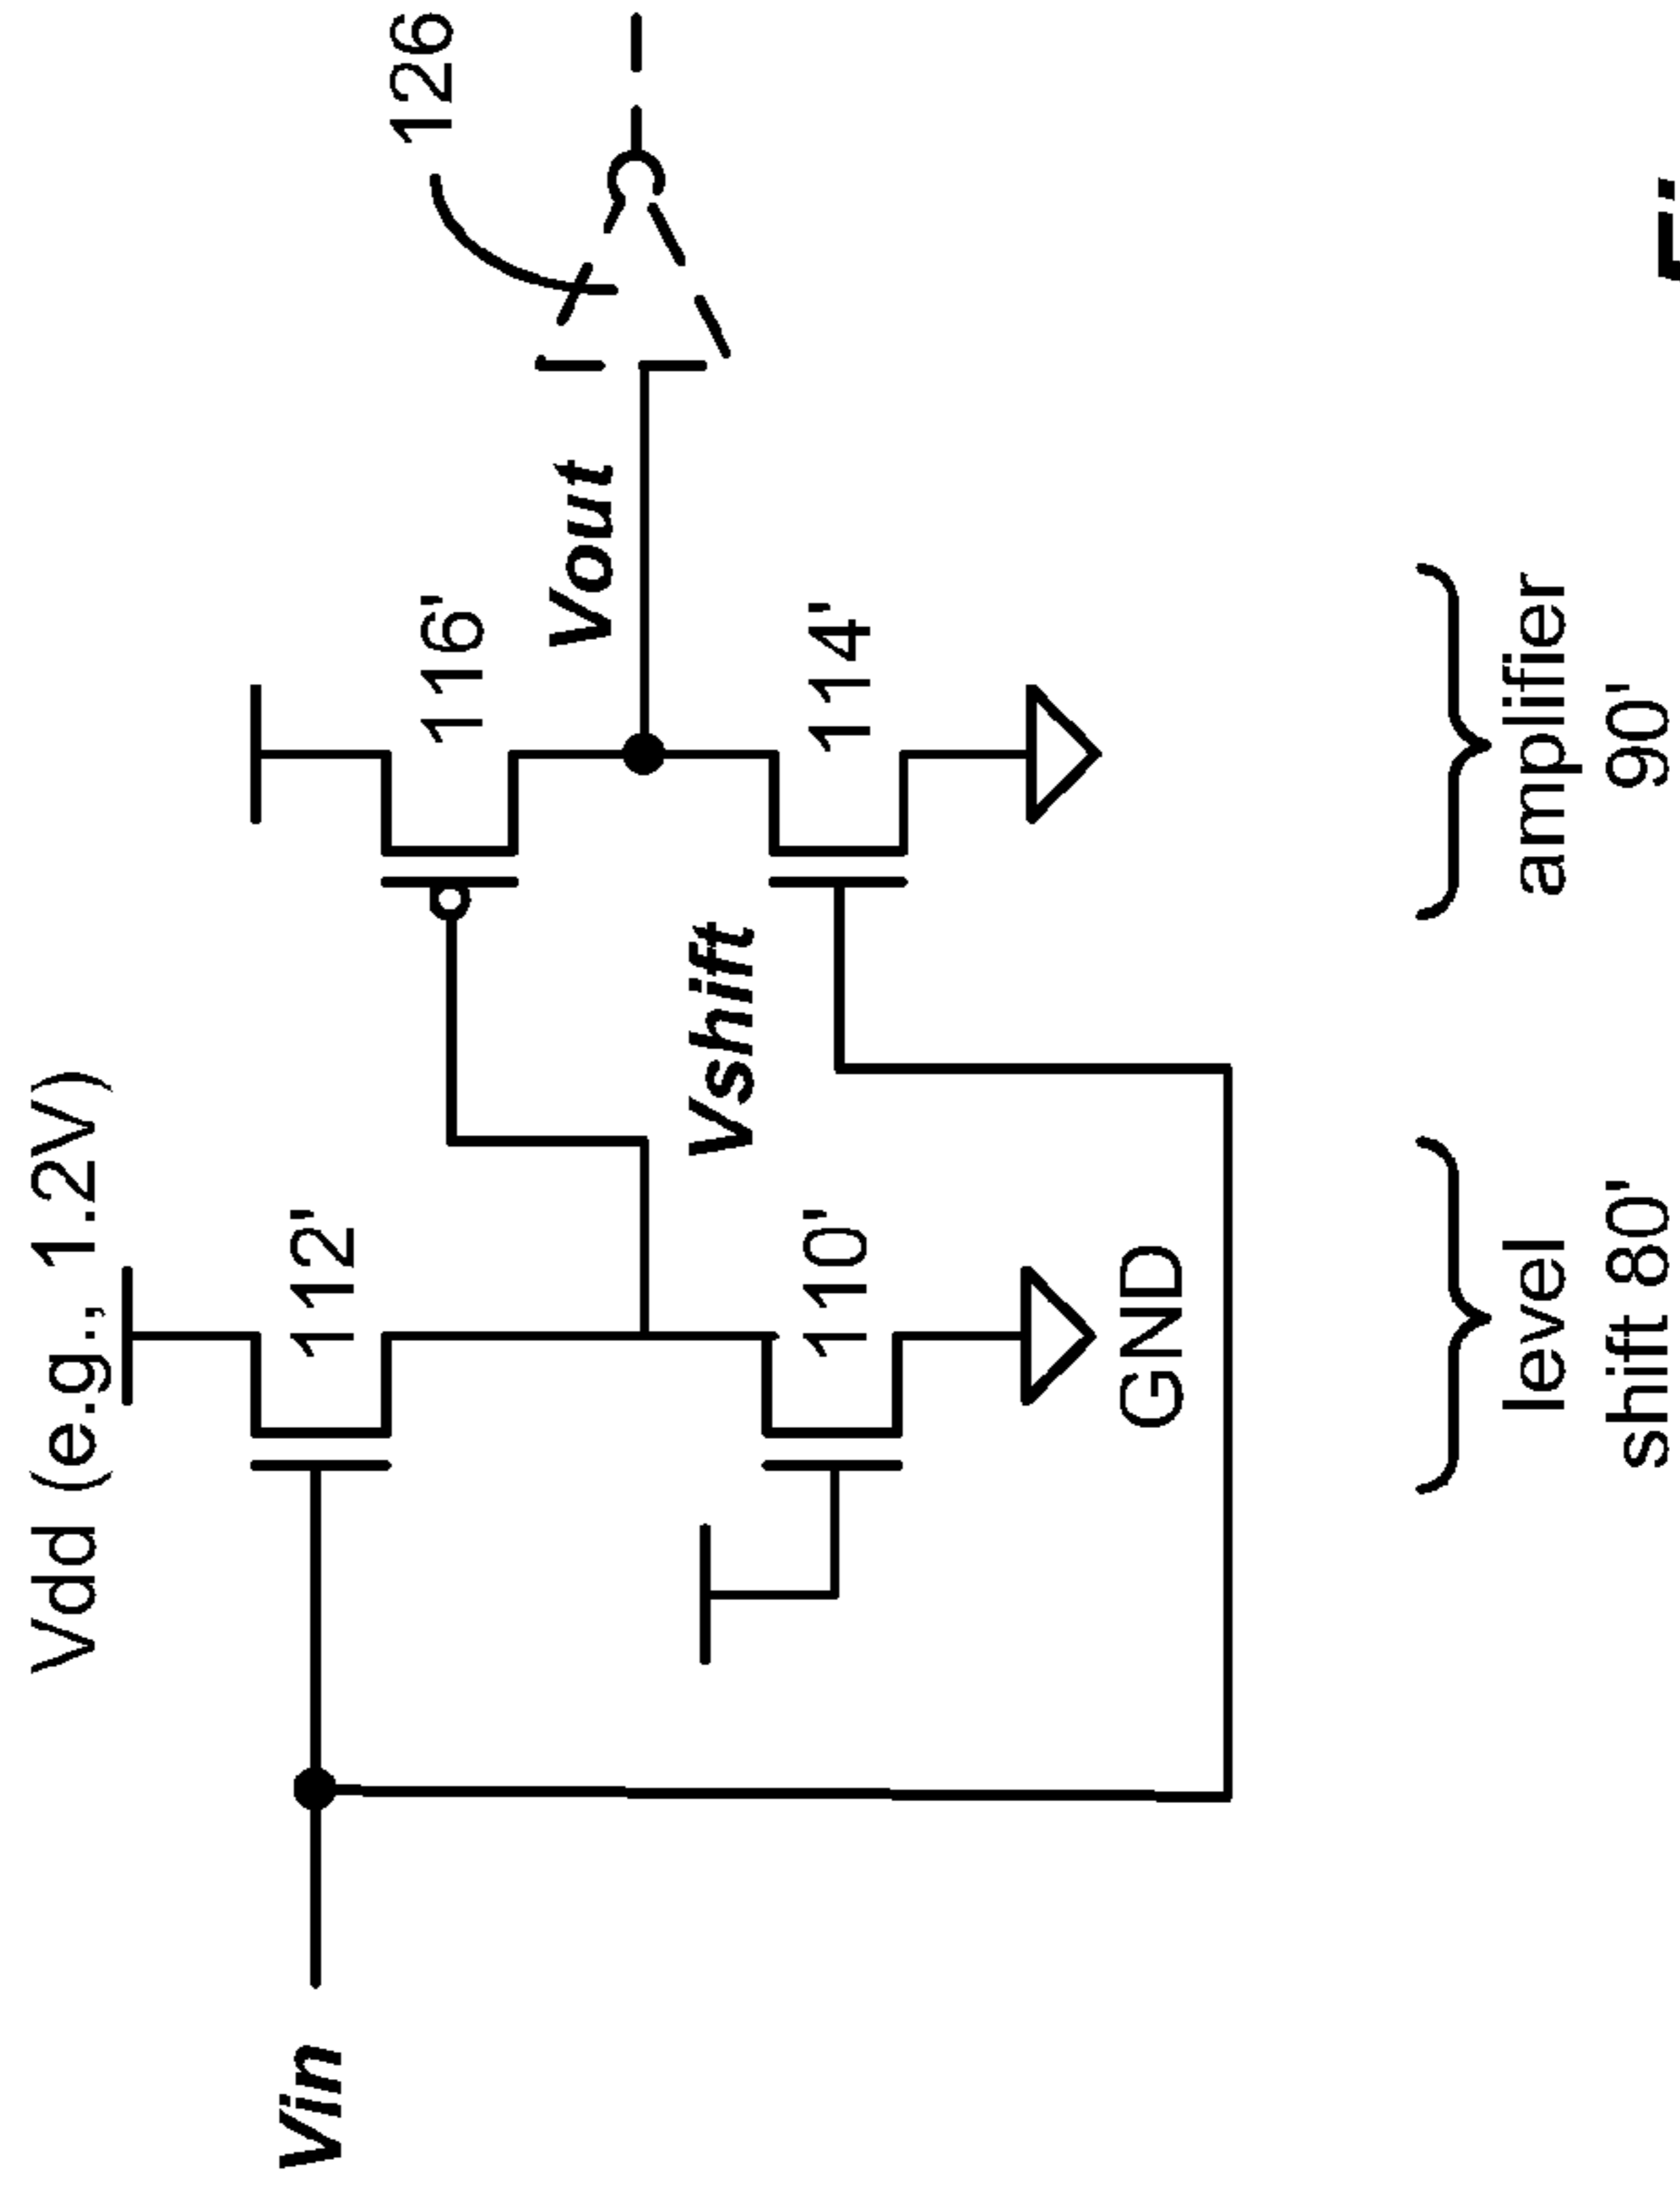 Vdd (e.g., 1.2V)
126
112'
116'
Vin
Vout
Vshift
110'
114'
GND
level
shift 80'
amplifier
90'